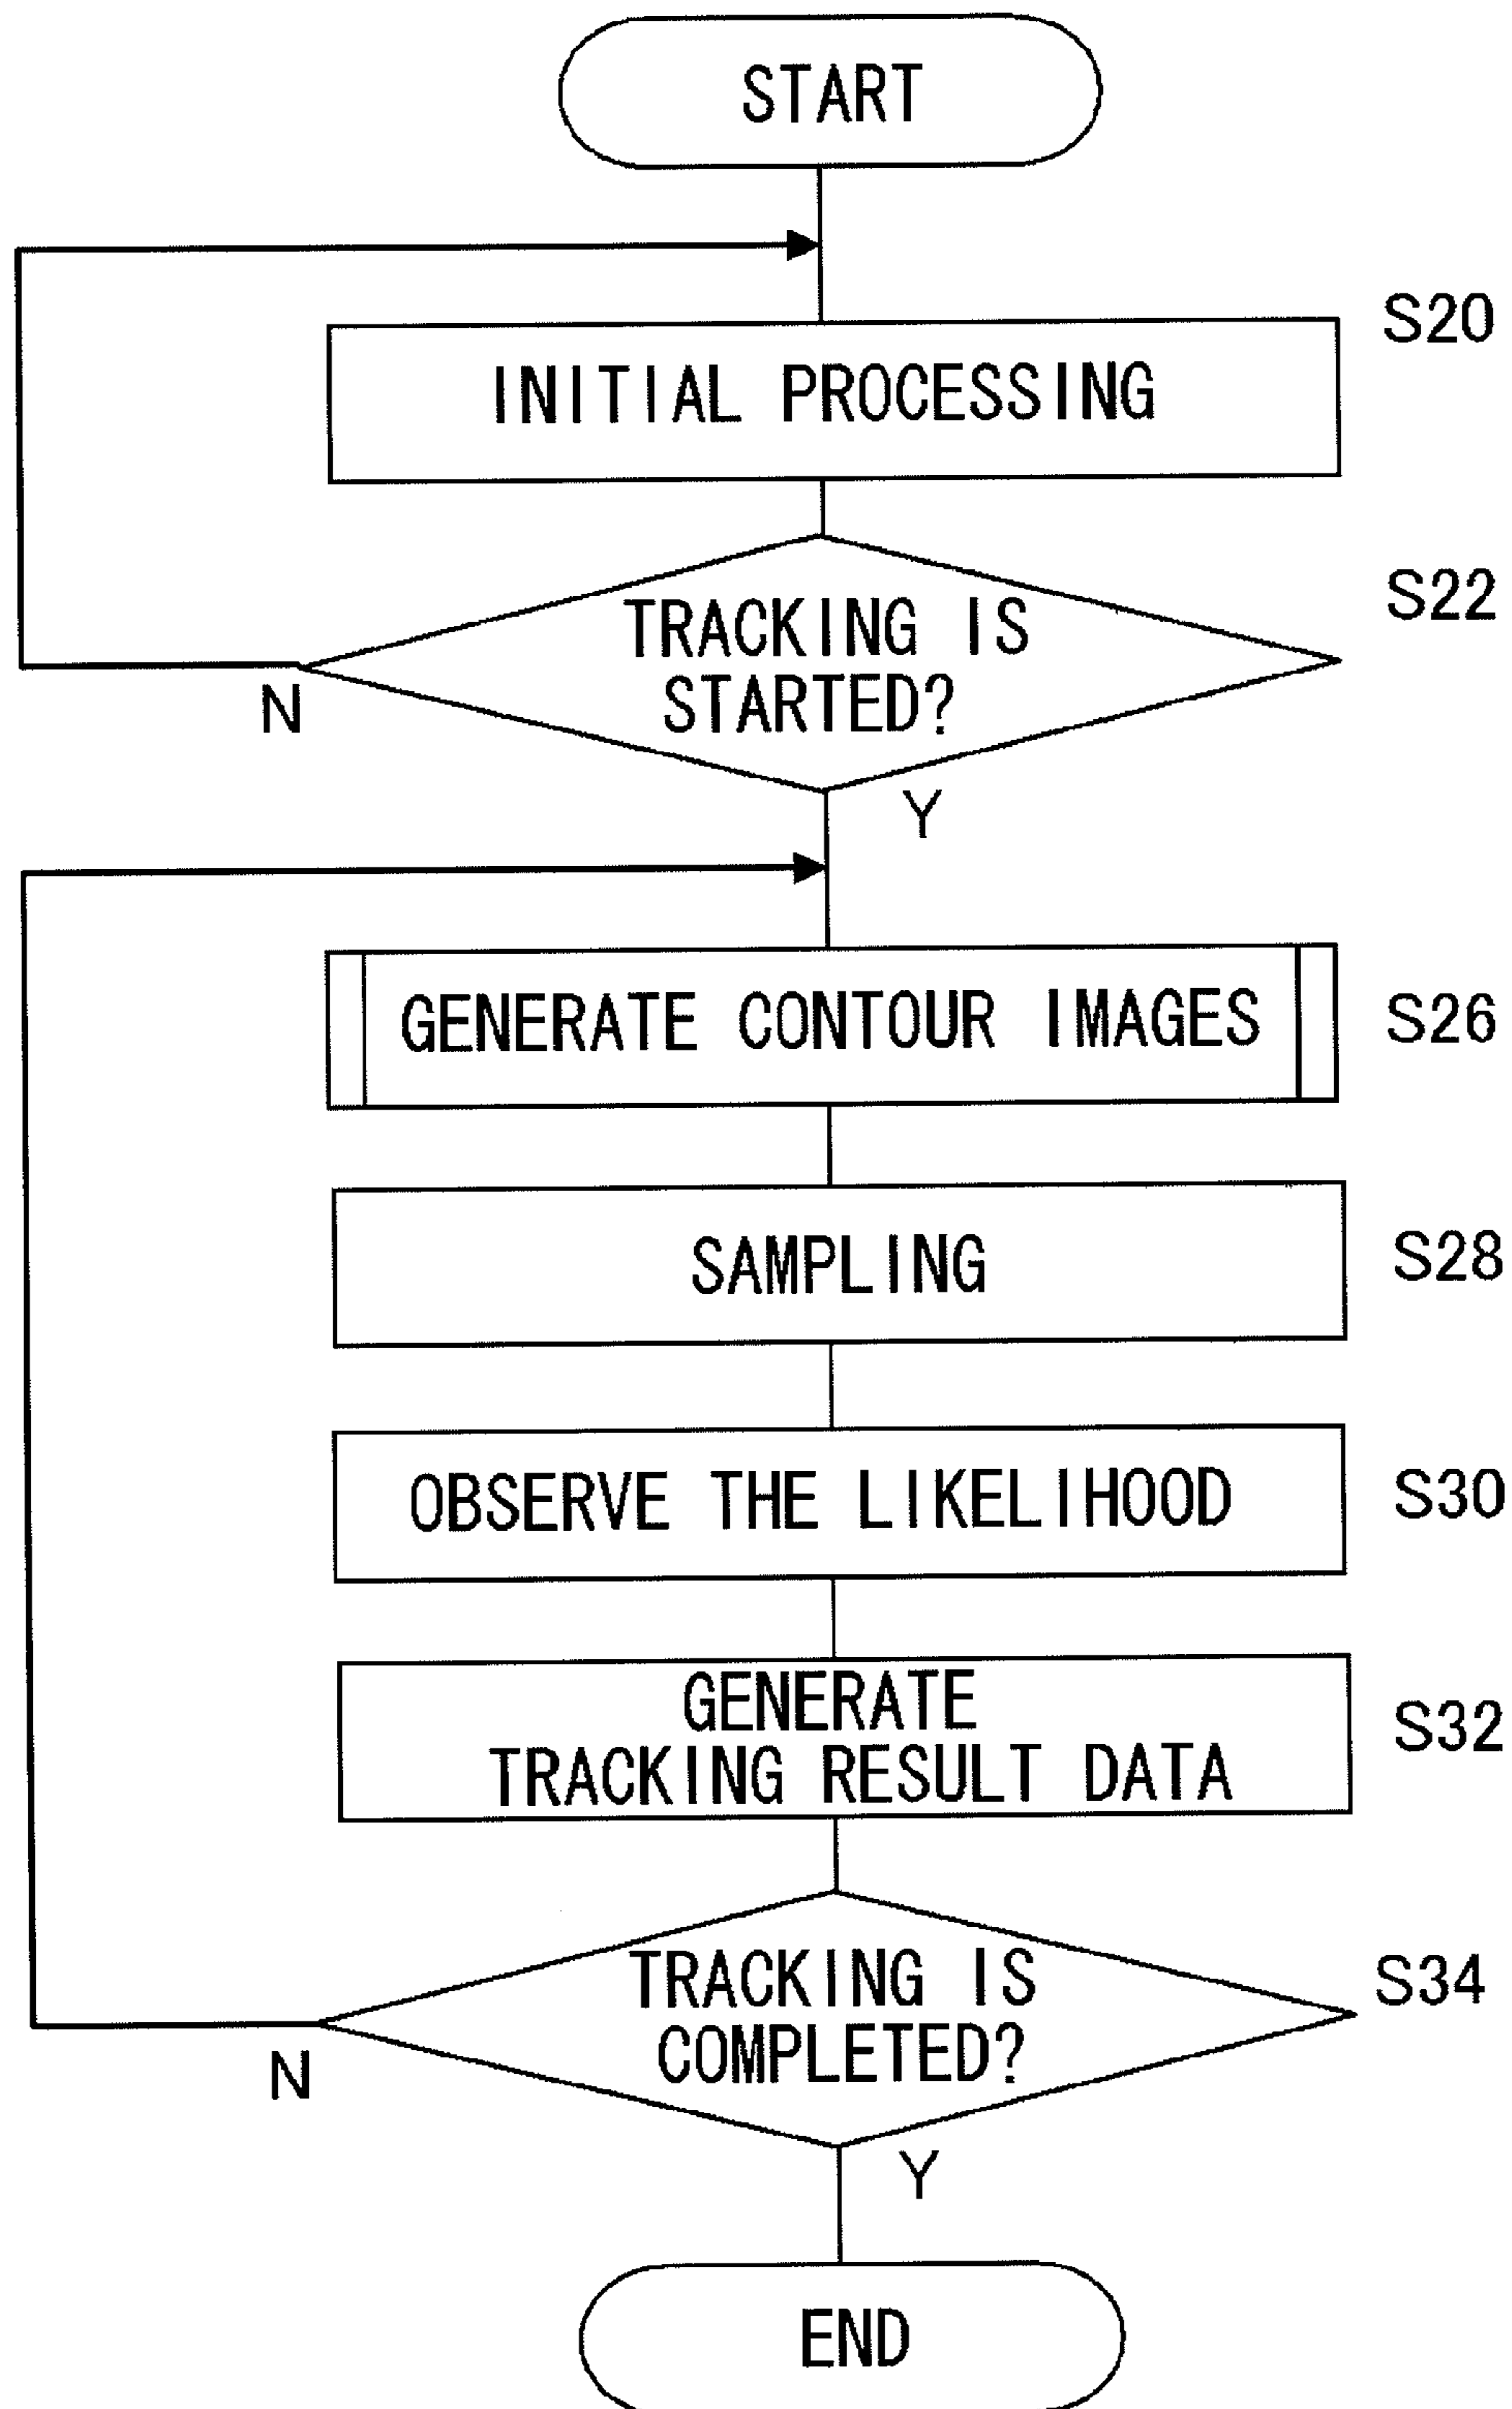 START
S20
INITIAL PROCESSING
S22
TRACKING IS
STARTED?
N
Y
GENERATE CONTOUR IMAGES
S26
SAMPLING
S28
OBSERVE THE LIKELIHOOD
S30
GENERATE
TRACKING RESULT DATA
S32
TRACKING IS
COMPLETED?
S34
N
Y
END